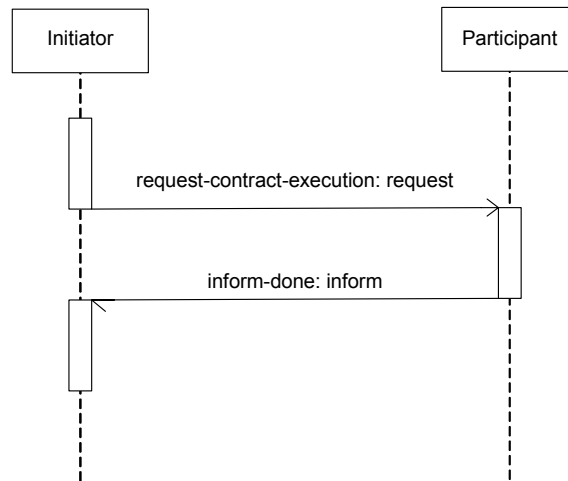 Initiator
Participant
request-contract-execution: request
inform-done: inform